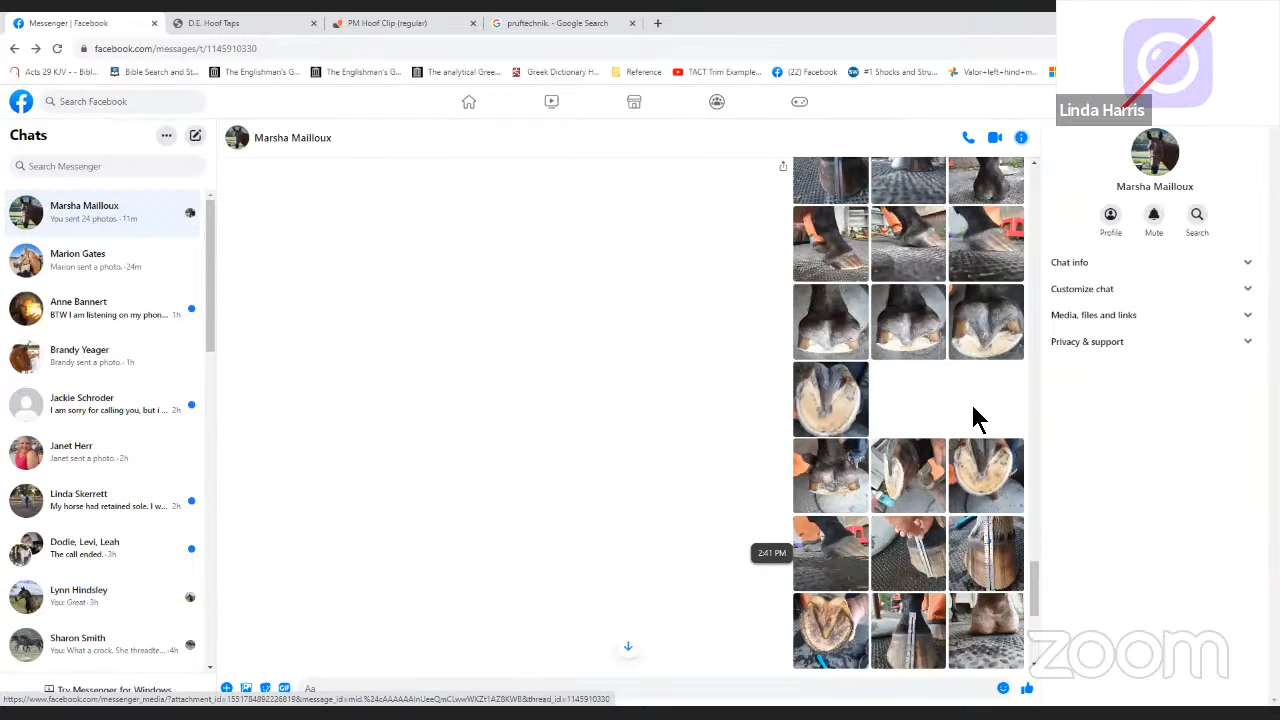 Messenger | Facebook
D.E. Hoof Taps
PM Hoof Clip (regular)
pruftechnik. - Google Search
facebook.com/messages/t/1145910330
Acts 29 KJV - - Bibl...
Bible Search and St...
The Englishman's G...
The Englishman's G...
The analytical Gree...
Greek Dictionary H...
Reference
TACT Trim Example...
(22) Facebook
#1 Shocks and Stru...
Valor+left+hind+m...
Linda Harris
Search Facebook
Chats
Marsha Mailloux
Search Messenger
Marsha Mailloux
You sent 24 photos. · 11m
Marion Gates
Marion sent a photo. · 24m
Anne Bannert
BTW I am listening on my phon... 1h
Brandy Yeager
Brandy sent a photo. · 1h
Jackie Schroder
I am sorry for calling you, but i ... 2h
Janet Herr
Janet sent a photo. · 2h
Linda Skerrett
My horse had retained sole. I w... 2h
Dodie, Levi, Leah
The call ended. · 3h
Lynn Hindsley
You: Great · 3h
Sharon Smith
You: What a crock. She threadte... · 4h
Try Messenger for Windows
2:41 PM
Aa
GIF
Marsha Mailloux
Profile
Mute
Search
Chat info
Customize chat
Media, files and links
Privacy & support
zoom